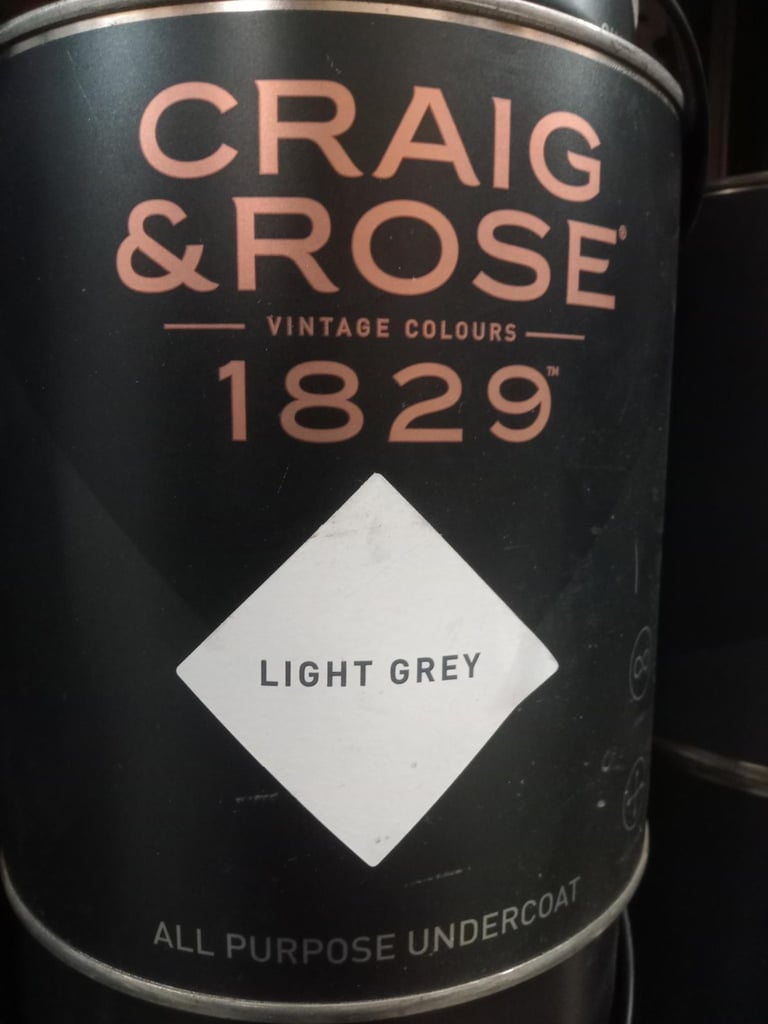 CRAIG
&ROSE®
VINTAGE COLOURS
1829™
LIGHT GREY
ALL PURPOSE UNDERCOAT